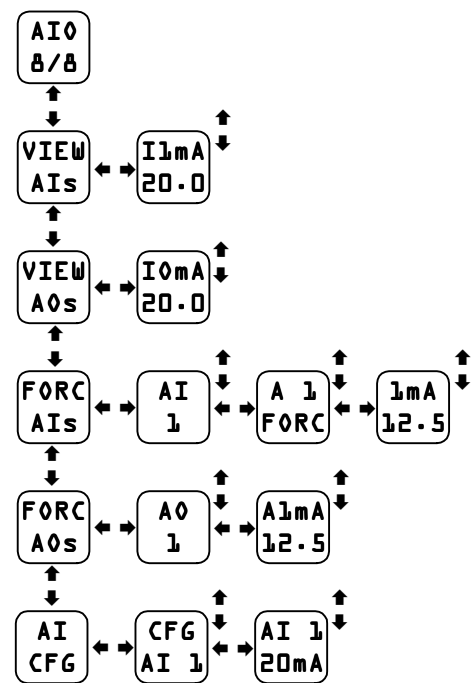 AIO
8/8
VIEW
AIs
I1mA
20.0
VIEW
AOs
IOmA
20.0
FORC
AIs
AI
1
A 1
FORC
1mA
12.5
FORC
AOs
AO
1
A1mA
12.5
AI
CFG
CFG
AI 1
AI 1
20mA